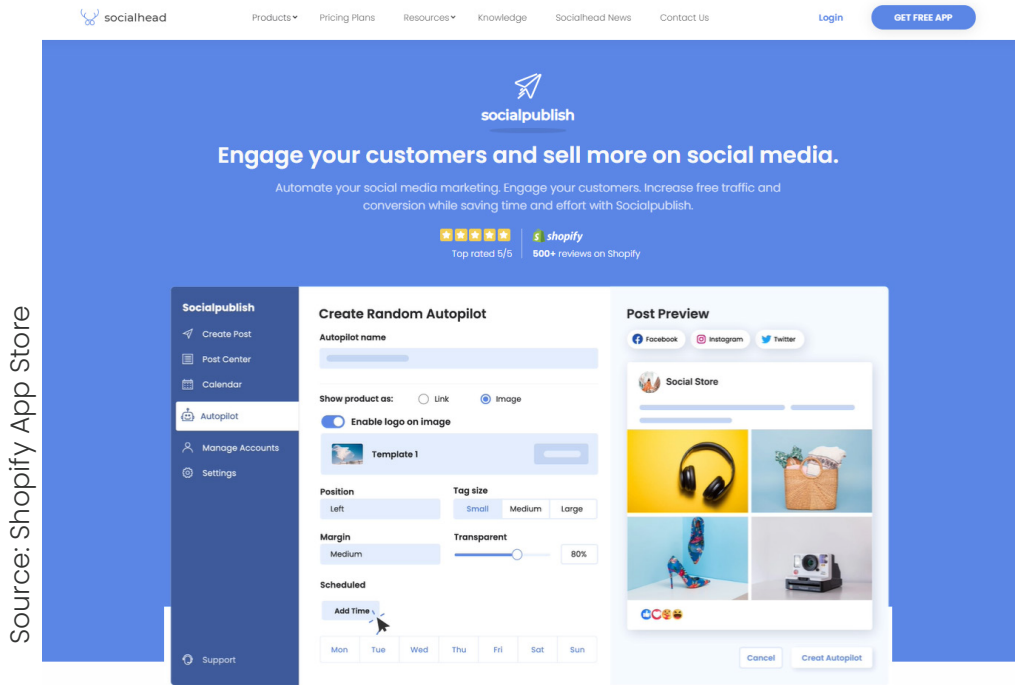 socialhead
Products Pricing Plans Resources Knowledge Socialhead News Contact Us Login GET FREE APP
socialpublish
Engage your customers and sell more on social media.
Automate your social media marketing. Engage your customers. Increase free traffic and
conversion while saving time and effort with Socialpublish.
Top rated 5/5
shopify
500+ reviews on Shopify
Socialpublish
Create Post
Post Center
Calendar
Autopilot
Manage Accounts
Settings
Support
Create Random Autopilot
Autopilot name
Show product as: Link Image
Enable logo on image
Template 1
Position
Left
Tag size
Small Medium Large
Margin
Medium
Transparent
80%
Scheduled
Add Time
Mon Tue Wed Thu Fri Sat Sun
Post Preview
Facebook Instagram Twitter
Social Store
Cancel Creat Autopilot
Source: Shopify App Store